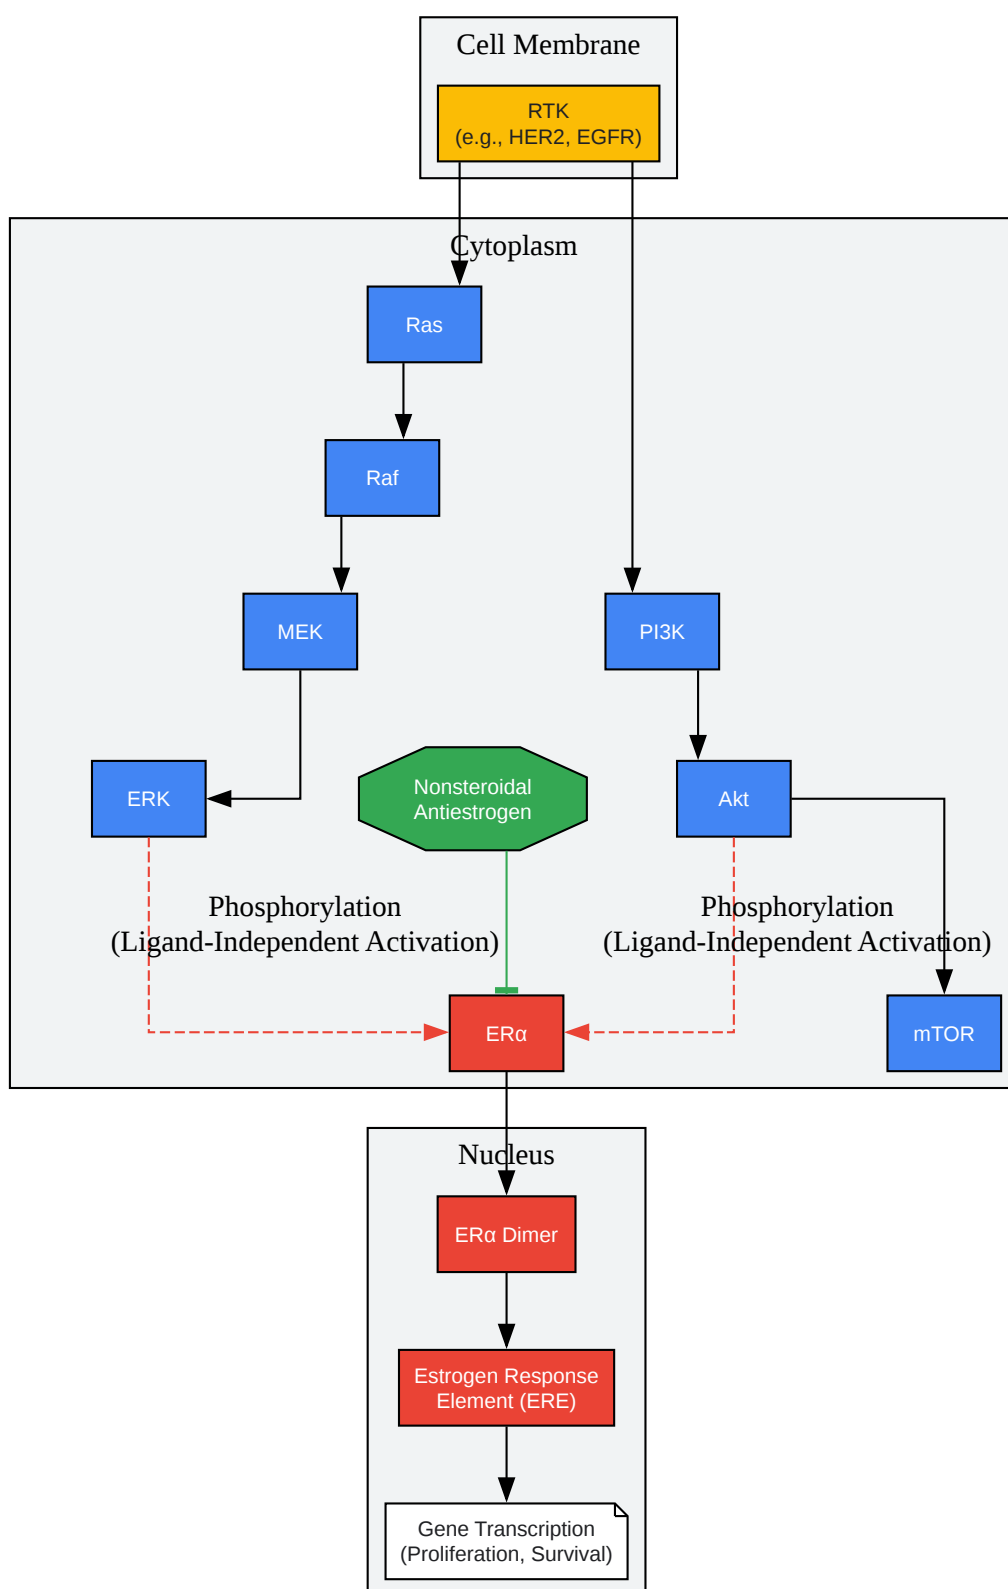 Cell Membrane
RTK
(e.g., HER2, EGFR)
Cytoplasm
Ras
Raf
MEK
PI3K
ERK
Nonsteroidal
Antiestrogen
Akt
Phosphorylation
(Ligand-Independent Activation)
Phosphorylation
(Ligand-Independent Activation)
ERα
mTOR
Nucleus
ERα Dimer
Estrogen Response
Element (ERE)
Gene Transcription
(Proliferation, Survival)